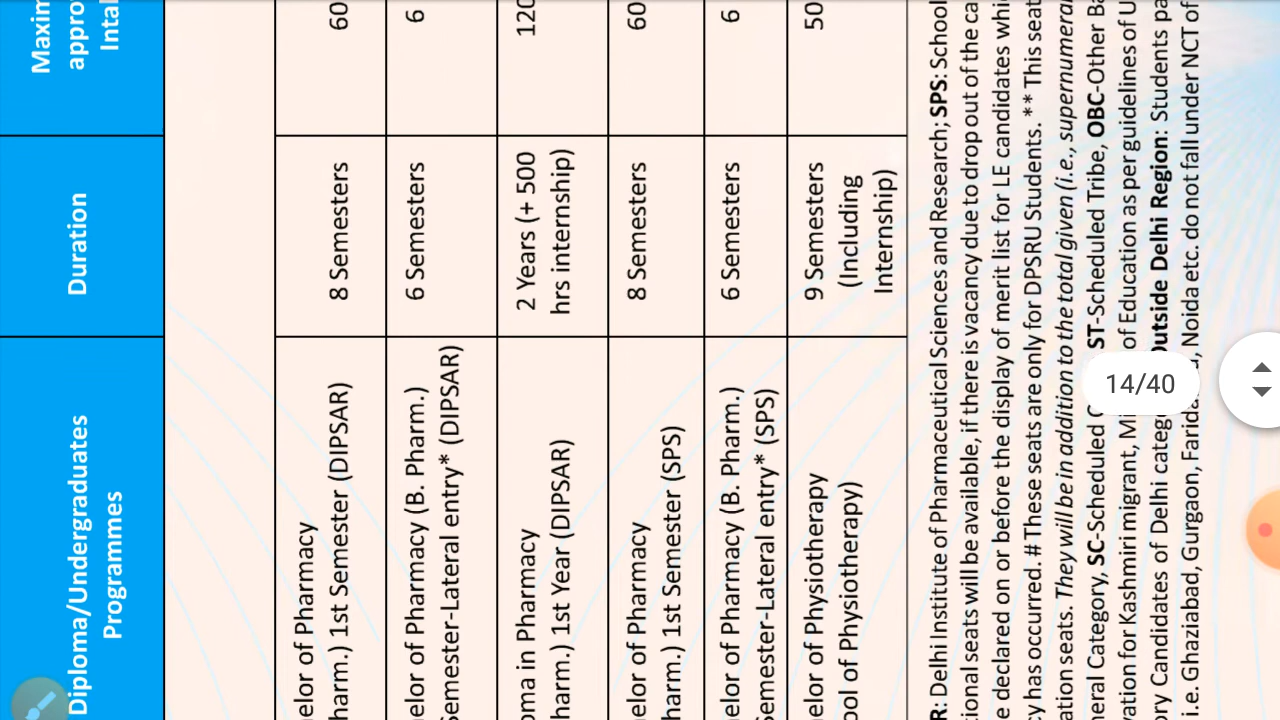 Diploma/Undergraduates
Programmes
Duration
Maxim
appro
Intal
elor of Pharmacy
harm.) 1st Semester (DIPSAR)
8 Semesters
60
elor of Pharmacy (B. Pharm.)
Semester-Lateral entry* (DIPSAR)
6 Semesters
6
oma in Pharmacy
harm.) 1st Year (DIPSAR)
2 Years (+ 500
hrs internship)
120
elor of Pharmacy
harm.) 1st Semester (SPS)
8 Semesters
60
elor of Pharmacy (B. Pharm.)
Semester-Lateral entry* (SPS)
6 Semesters
6
elor of Physiotherapy
ool of Physiotherapy)
9 Semesters
(Including
Internship)
50
R: Delhi Institute of Pharmaceutical Sciences and Research; SPS: School
tional seats will be available, if there is vacancy due to drop out of the ca
e declared on or before the display of merit list for LE candidates whi
y has occurred. # These seats are only for DPSRU Students. ** This seat
ation seats. They will be in addition to the total given (i.e., supernumera
neral Category, SC-Scheduled C ST-Scheduled Tribe, OBC-Other Ba
ration for Kashmiri migrant, Mi of Education as per guidelines of U
ory Candidates of Delhi categ outside Delhi Region: Students pa
i.e. Ghaziabad, Gurgaon, Farida Noida etc. do not fall under NCT of
14/40